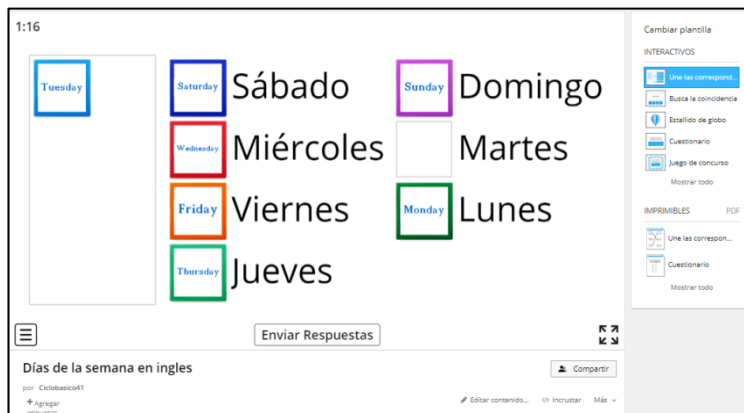 1:16
Tuesday
Saturday Sábado
Sunday Domingo
Wednesday Miércoles
Martes
Friday Viernes
Monday Lunes
Thursday Jueves
Enviar Respuestas
Días de la semana en ingles
Compartir
por Ciclobasico41
+ Agregar
Editar contenido...
</> Incrustar
Más
Cambiar plantilla
INTERACTIVOS
Une las correspond...
Busca la coincidencia
Estallido de globo
Cuestionario
Juego de concurso
Mostrar todo
IMPRIMIBLES PDF
Une las correspon...
Cuestionario
Mostrar todo